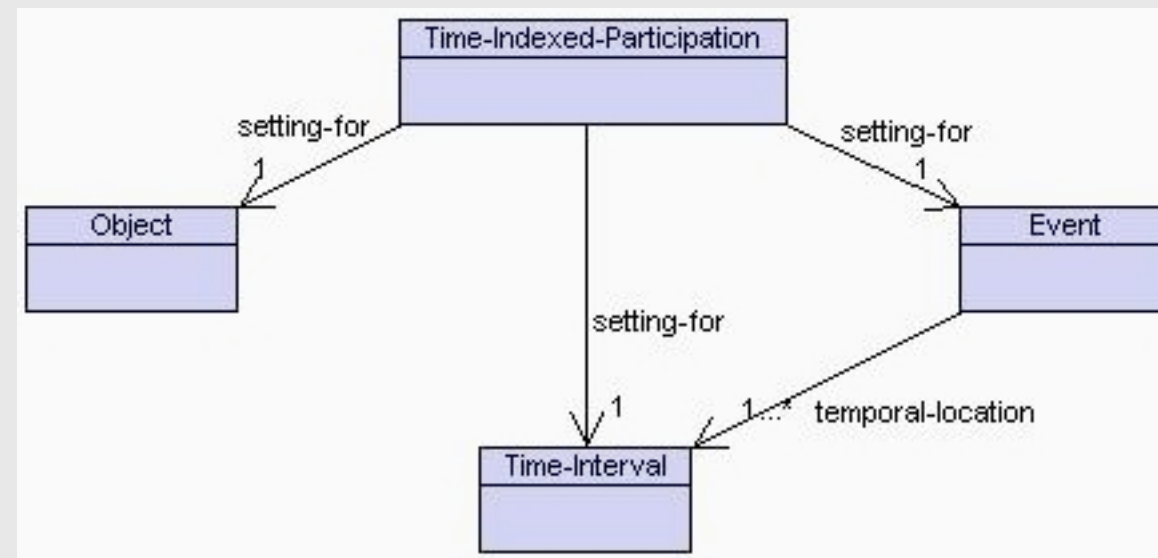 Time-Indexed-Participation
setting-for
setting-for
1
1
Object
Event
setting-for
1
1...* temporal-location
Time-Interval